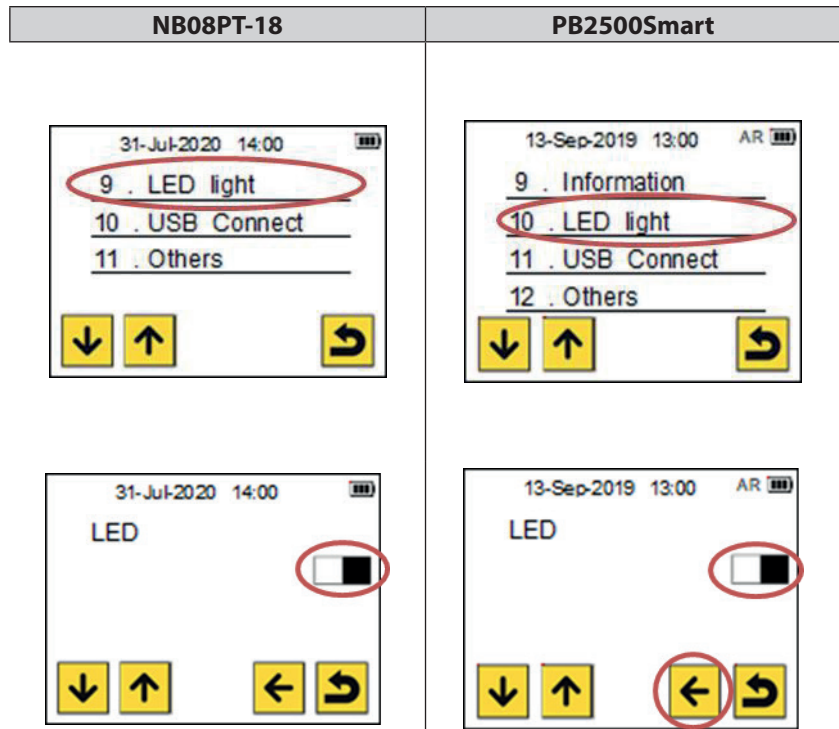 NB08PT-18
PB2500Smart
31-Jul-2020 14:00
9 . LED light
10 . USB Connect
11 . Others
13-Sep-2019 13:00 AR
9 . Information
10 . LED light
11 . USB Connect
12 . Others
31-Jul-2020 14:00
LED
13-Sep-2019 13:00 AR
LED